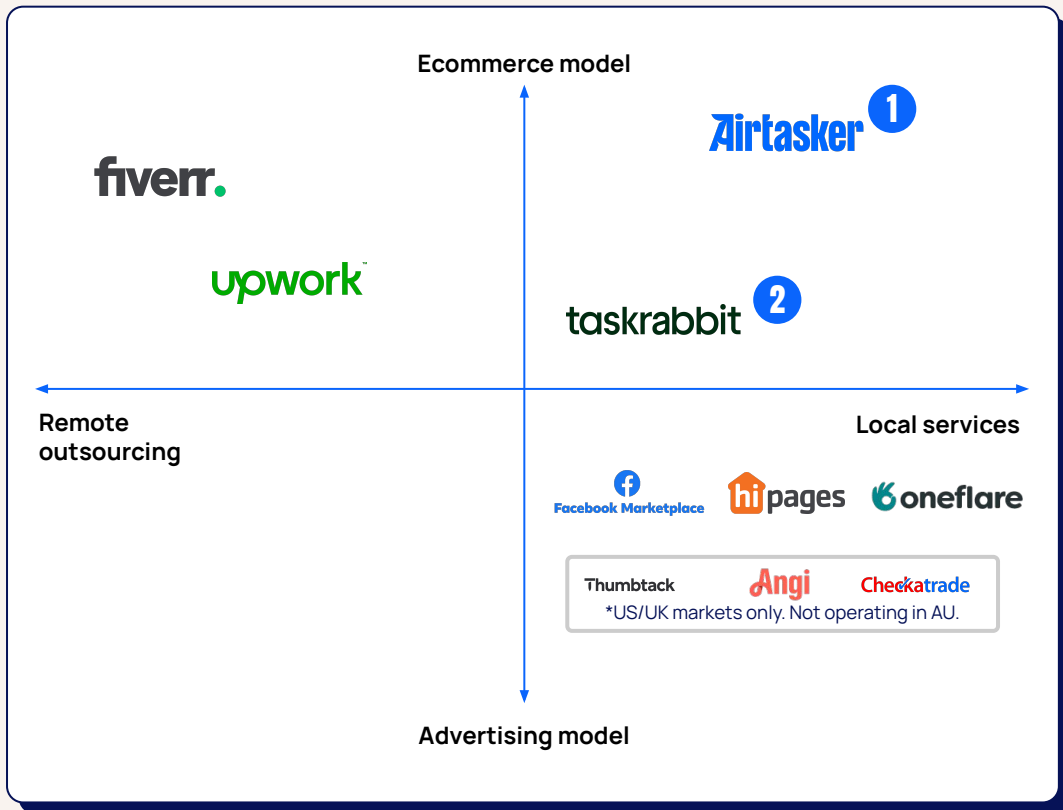 Ecommerce model
Airtasker 1
fiverr.
upwork™
taskrabbit 2
Remote
outsourcing
Local services
Facebook Marketplace
hipages
oneflare
Thumbtack
Angi
Checkatrade
*US/UK markets only. Not operating in AU.
Advertising model